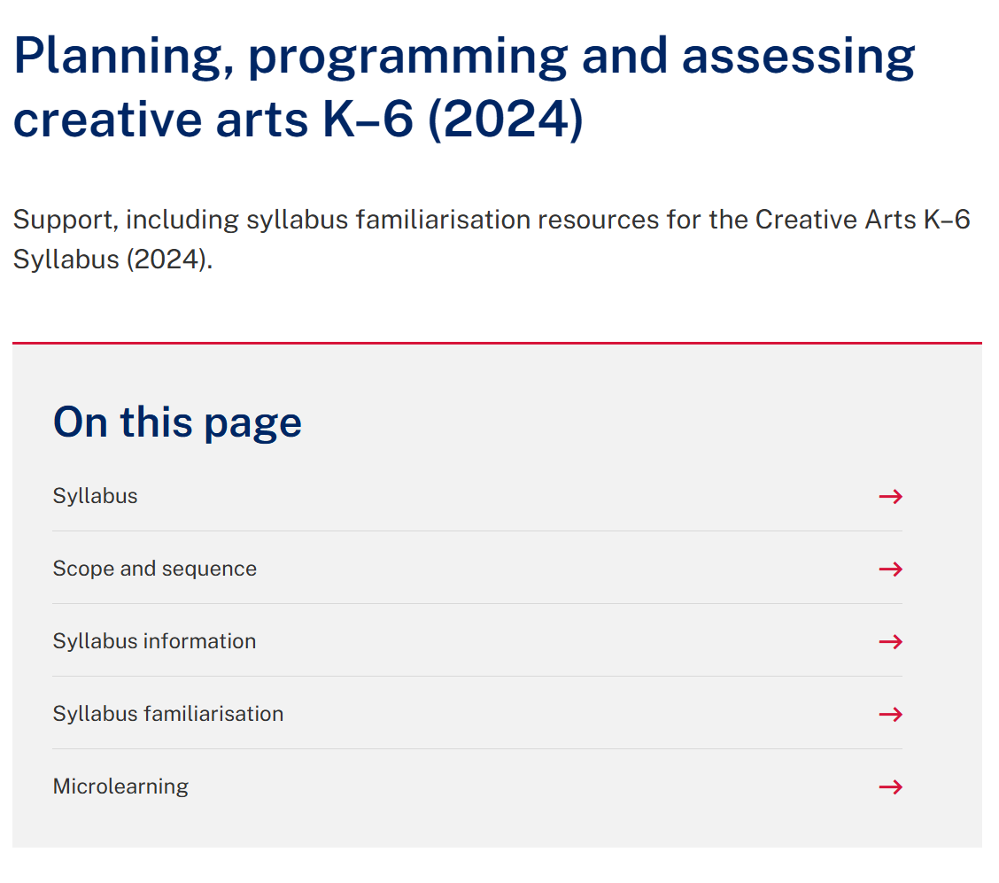 Planning, programming and assessing
creative arts K–6 (2024)
Support, including syllabus familiarisation resources for the Creative Arts K–6
Syllabus (2024).
On this page
Syllabus
Scope and sequence
Syllabus information
Syllabus familiarisation
Microlearning